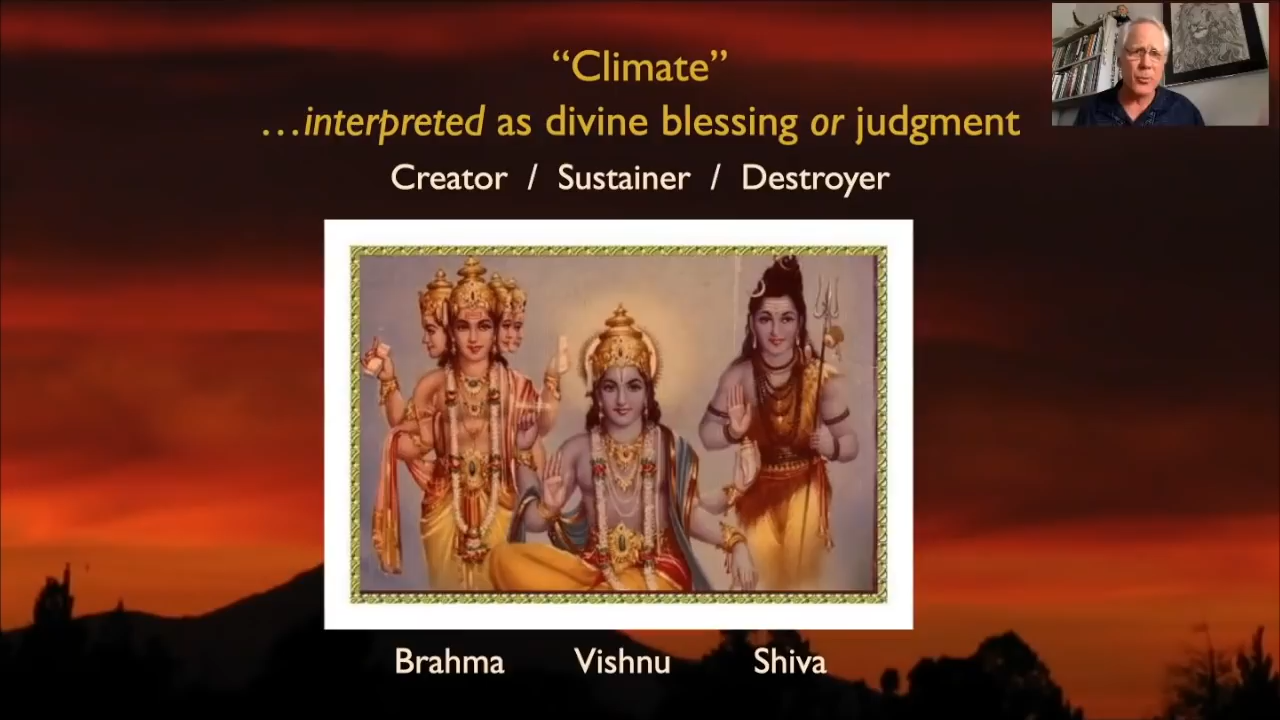 “Climate”
…interpreted as divine blessing or judgment
Creator / Sustainer / Destroyer
Brahma Vishnu Shiva